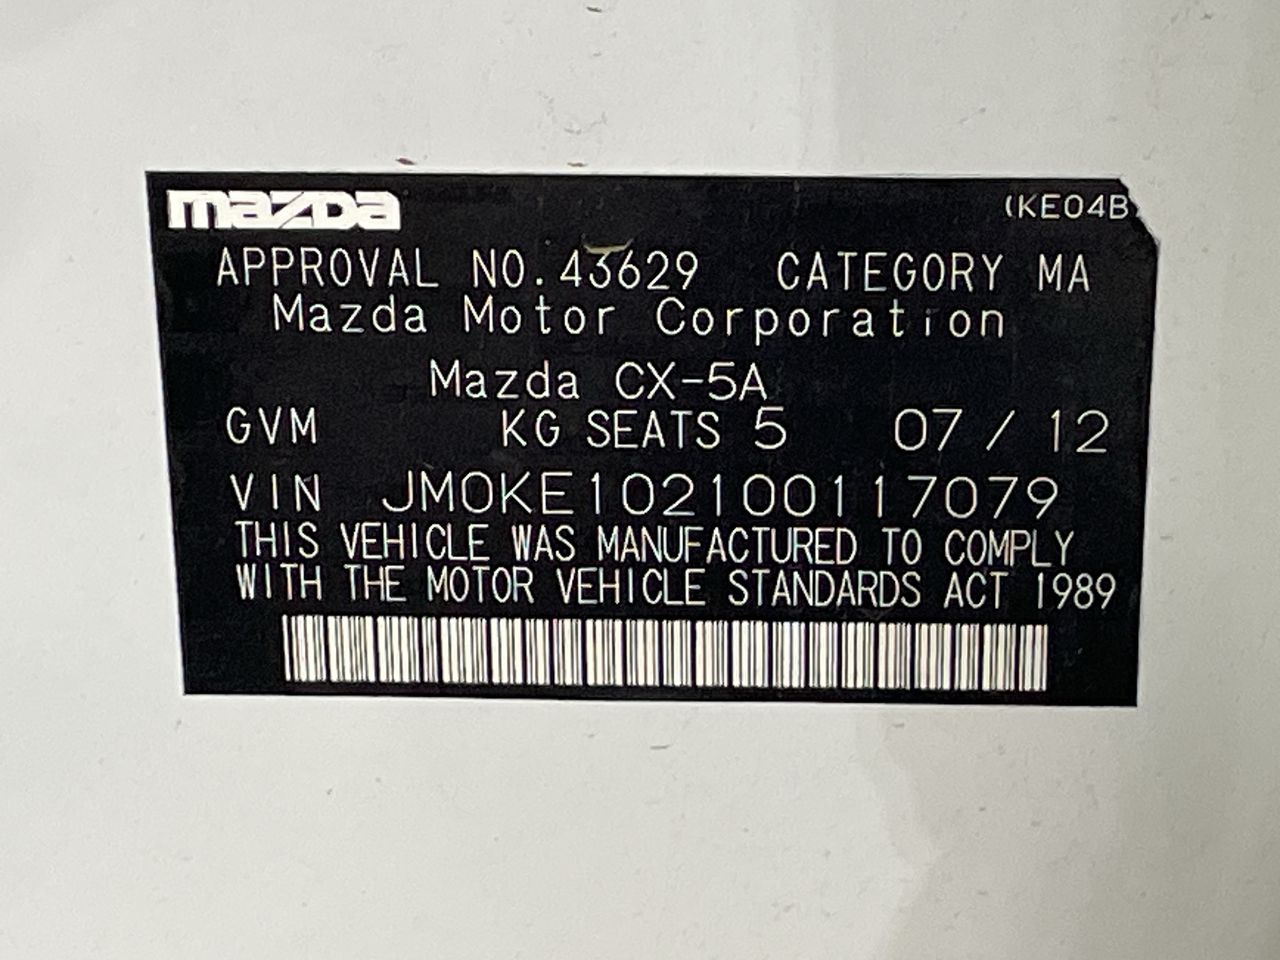 mazda (KE04B)
APPROVAL NO. 43629 CATEGORY MA
Mazda Motor Corporation
Mazda CX-5A
GVM KG SEATS 5 07 / 12
VIN JM0KE102100117079
THIS VEHICLE WAS MANUFACTURED TO COMPLY
WITH THE MOTOR VEHICLE STANDARDS ACT 1989